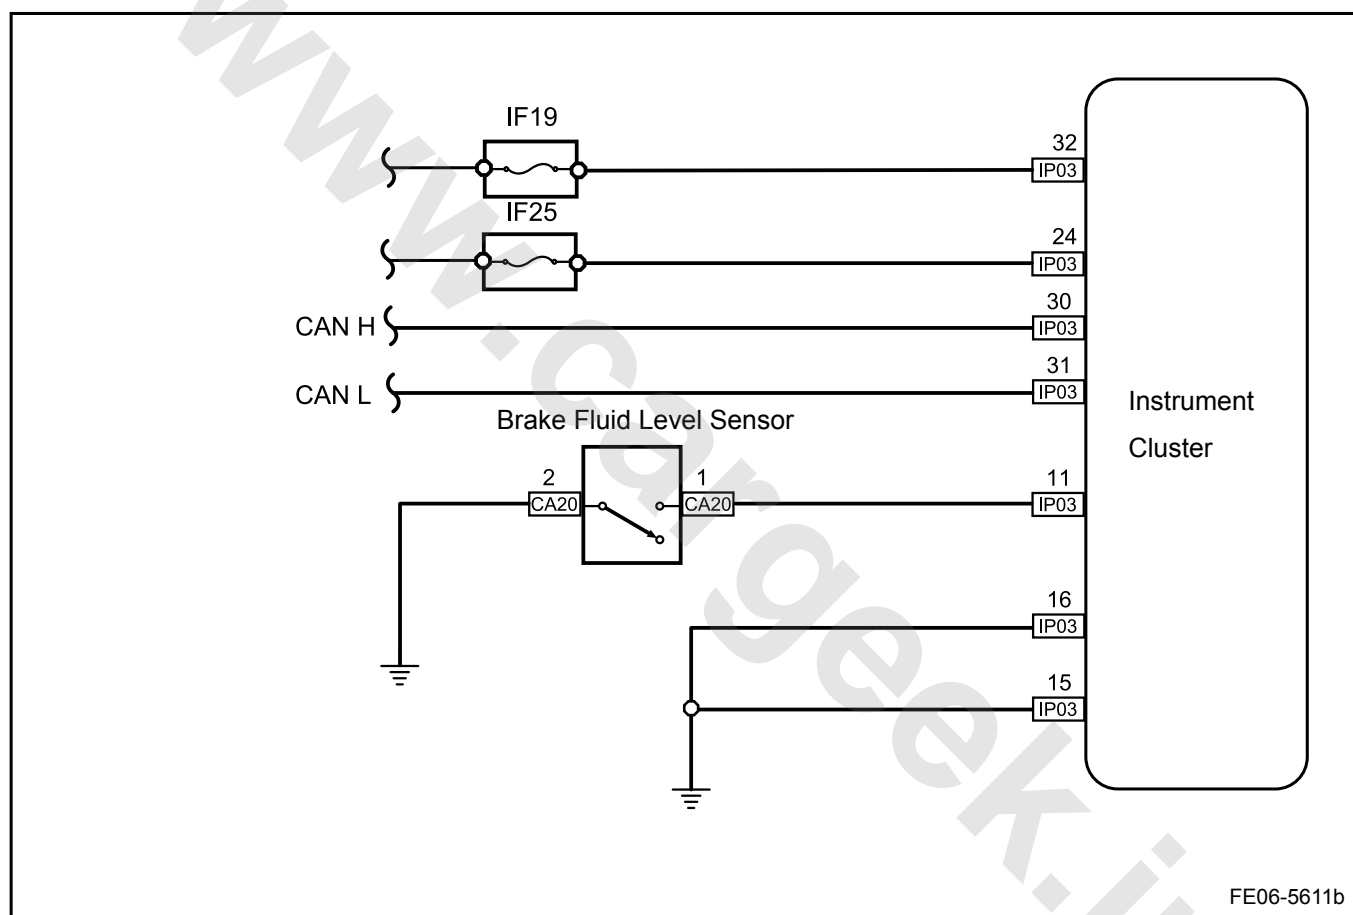 IF19
32
IP03
IF25
24
IP03
30
CAN H
IP03
31
CAN L
IP03
Instrument
Cluster
Brake Fluid Level Sensor
2
1
11
CA20
CA20
IP03
16
IP03
15
IP03
www.cargeek.i
FE06-5611b